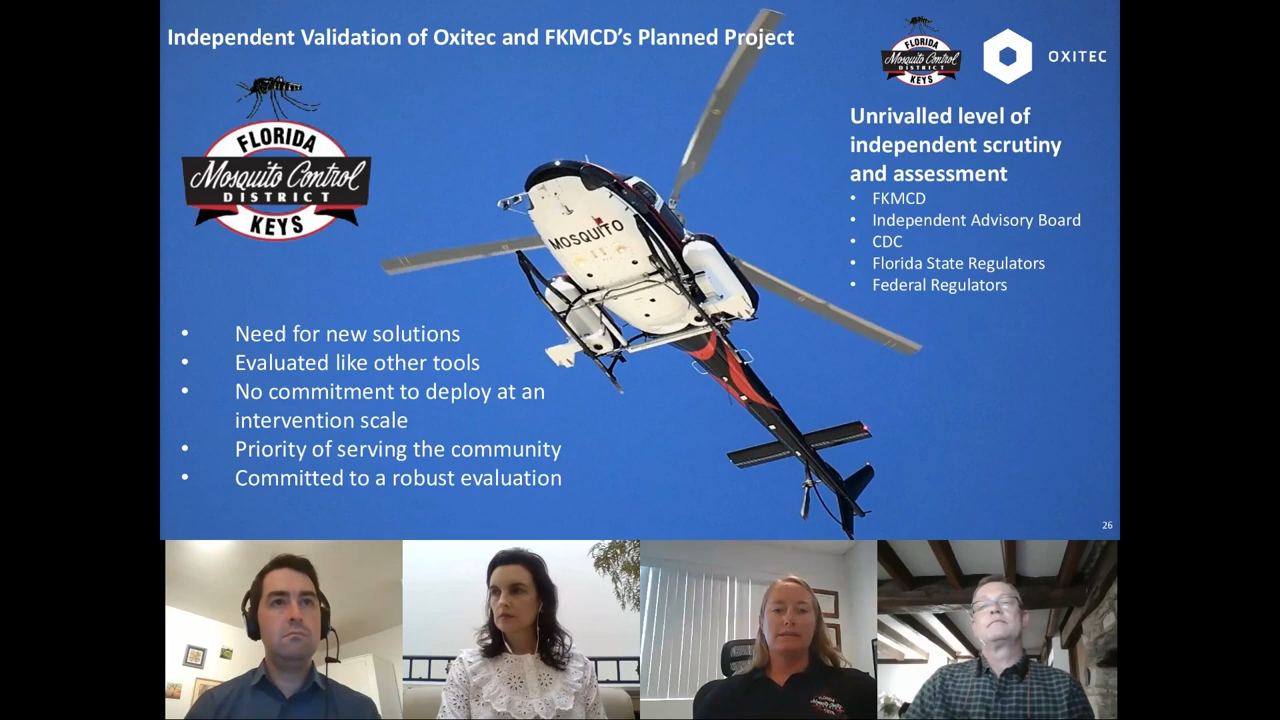 Independent Validation of Oxitec and FKMCD's Planned Project
FLORIDA
Mosquito Control
DISTRICT
KEYS
OXITEC
FLORIDA
Mosquito Control
DISTRICT
KEYS
MOSQUITO
Unrivalled level of
independent scrutiny
and assessment
• FKMCD
• Independent Advisory Board
• CDC
• Florida State Regulators
• Federal Regulators
• Need for new solutions
• Evaluated like other tools
• No commitment to deploy at an
intervention scale
• Priority of serving the community
• Committed to a robust evaluation
26
Mosquito Control